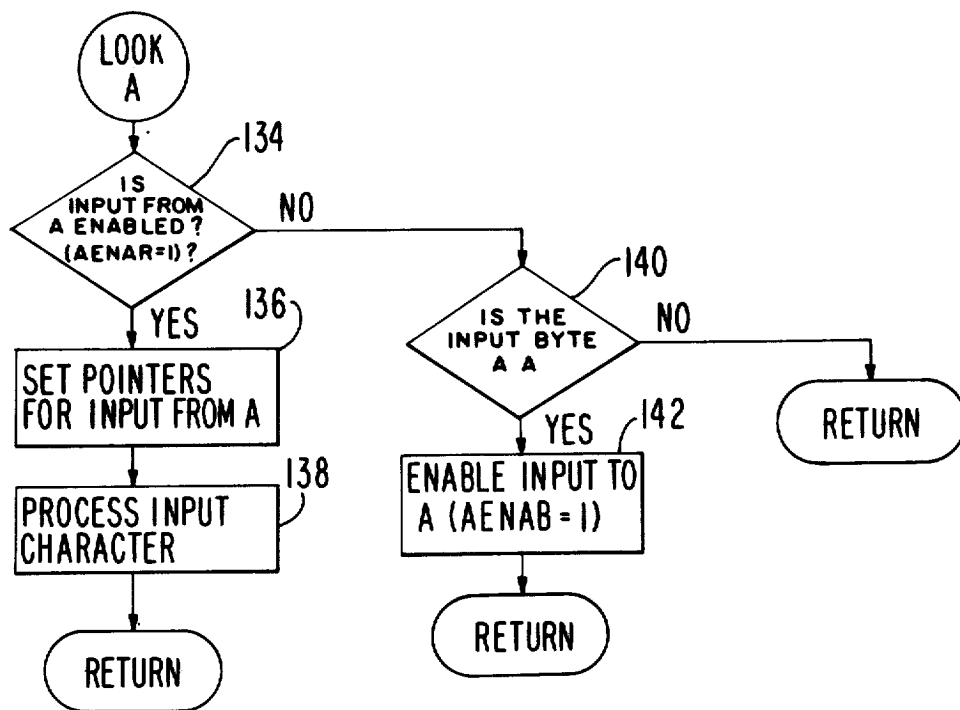 LOOK
A
134
IS
INPUT FROM
A ENABLED?
(AENAR=1)?
NO
YES
136
SET POINTERS
FOR INPUT FROM A
138
PROCESS INPUT
CHARACTER
RETURN
140
IS THE
INPUT BYTE
A A
NO
RETURN
YES
142
ENABLE INPUT TO
A (AENAB = 1)
RETURN